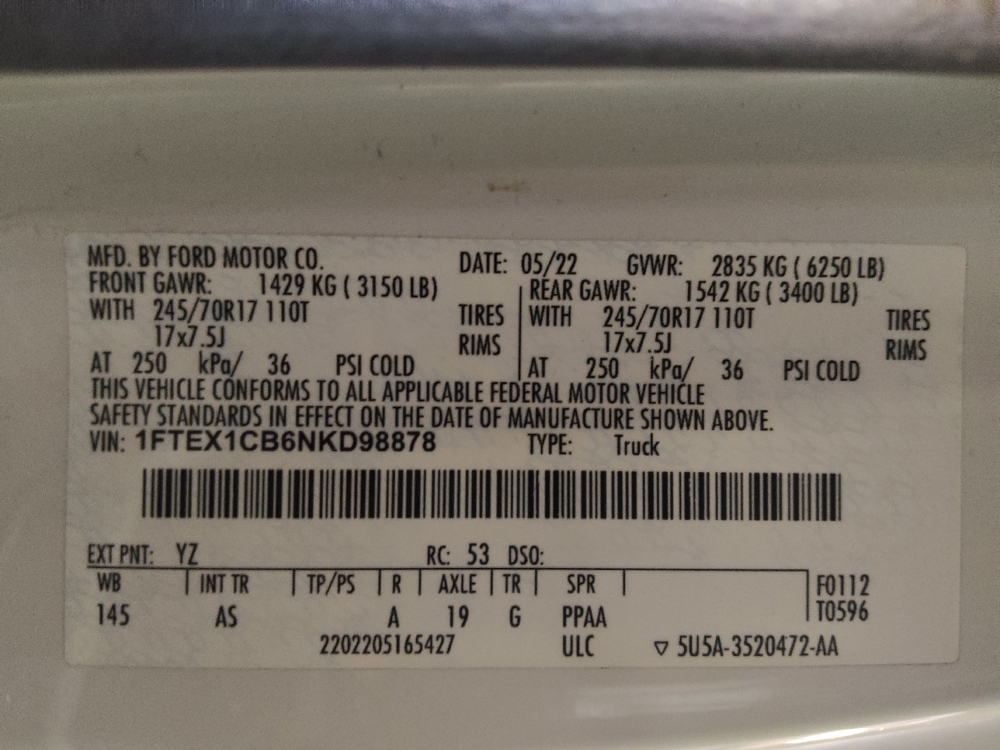 MFD. BY FORD MOTOR CO. DATE: 05/22 GVWR: 2835 KG ( 6250 LB)
FRONT GAWR: 1429 KG ( 3150 LB) REAR GAWR: 1542 KG ( 3400 LB)
WITH 245/70R17 110T TIRES WITH 245/70R17 110T TIRES
17x7.5J RIMS 17x7.5J RIMS
AT 250 kPa/ 36 PSI COLD AT 250 kPa/ 36 PSI COLD
THIS VEHICLE CONFORMS TO ALL APPLICABLE FEDERAL MOTOR VEHICLE
SAFETY STANDARDS IN EFFECT ON THE DATE OF MANUFACTURE SHOWN ABOVE.
VIN: 1FTEX1CB6NKD98878 TYPE: Truck
EXT PNT: YZ RC: 53 DSO:
WB INT TR TP/PS R AXLE TR SPR F0112
145 AS A 19 G PPAA T0596
2202205165427 ULC ▽ 5U5A-3520472-AA